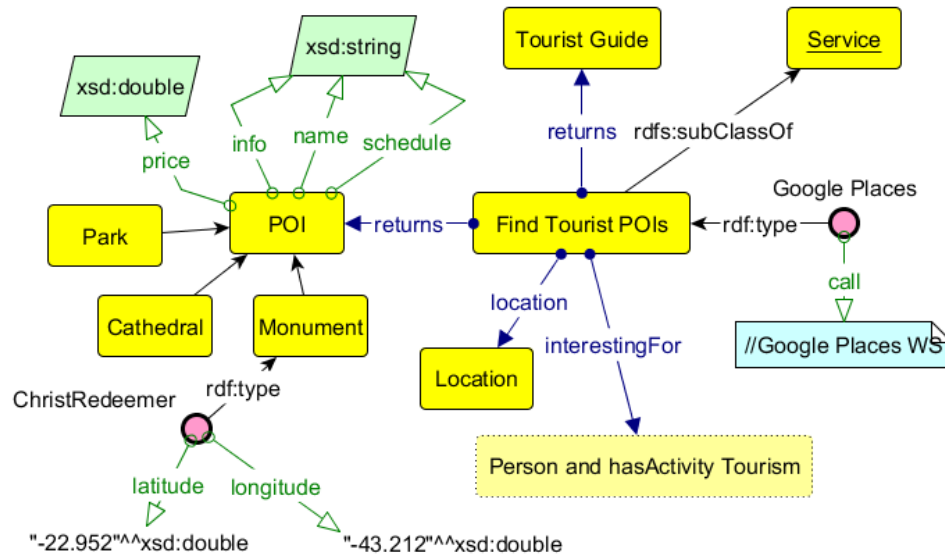 xsd:string
Tourist Guide
Service
xsd:double
returns
rdfs:subClassOf
info
name
schedule
price
Google Places
Park
POI
returns
Find Tourist POIs
rdf:type
call
Cathedral
Monument
location
interestingFor
//Google Places WS
Location
ChristRedeemer
rdf:type
Person and hasActivity Tourism
latitude
longitude
"-22.952"^^xsd:double
"-43.212"^^xsd:double